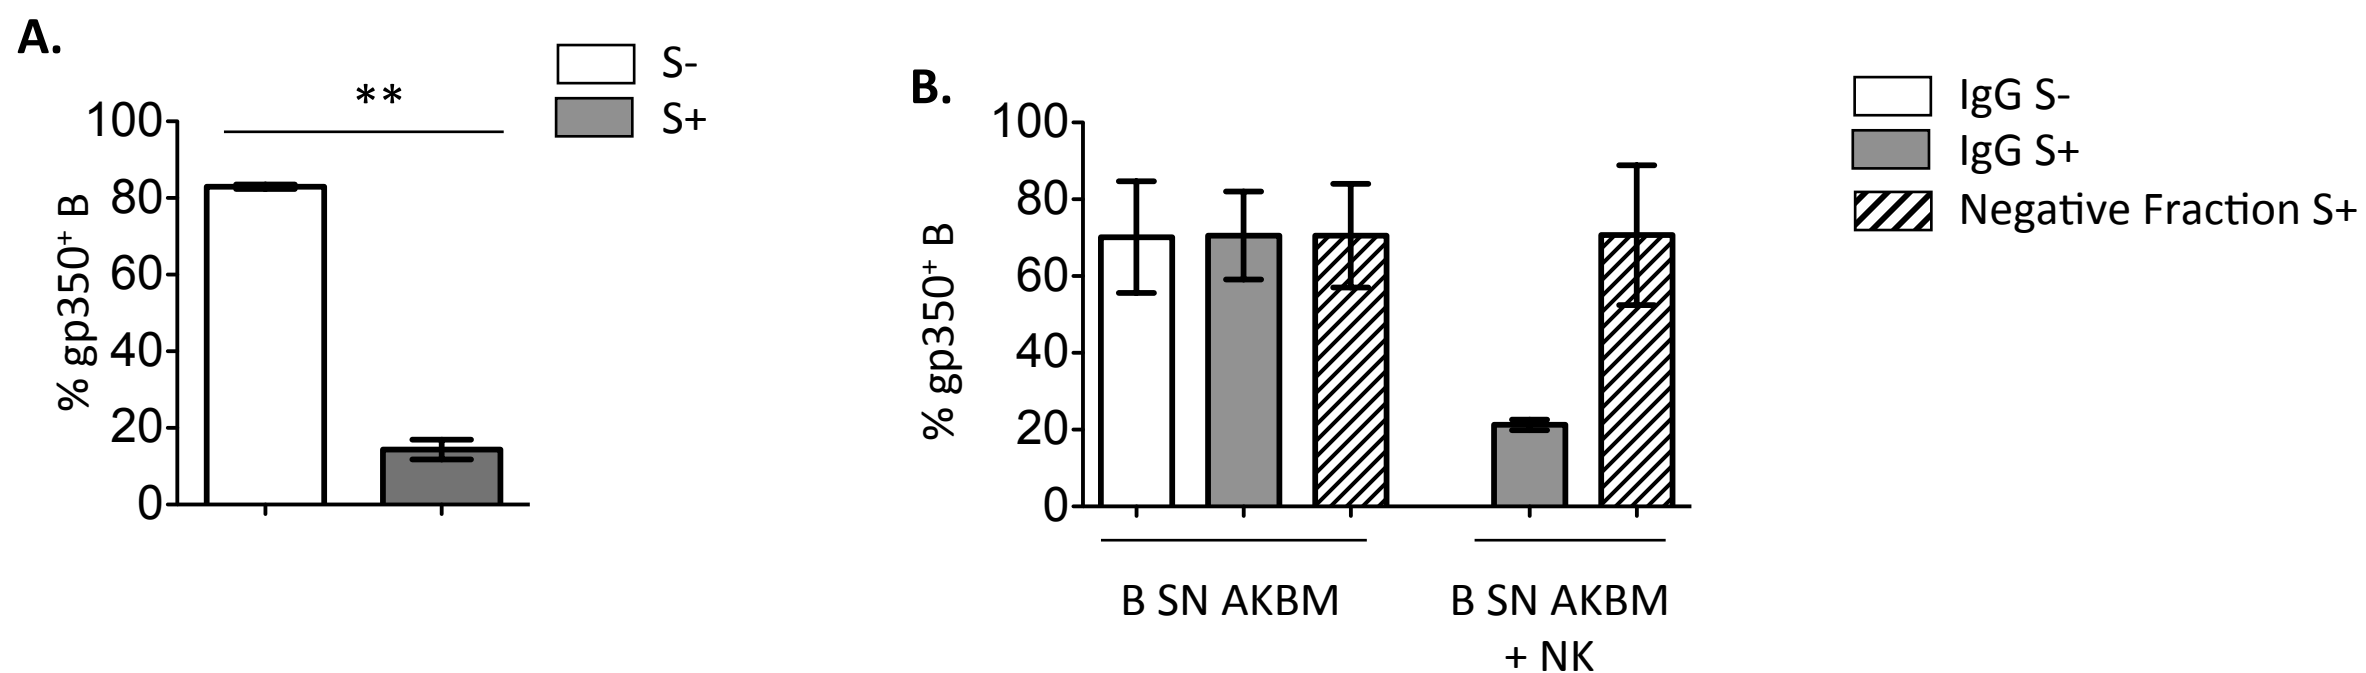 A.
**
S-
S+
100
80
60
40
20
0
% gp350+ B
B.
100
80
60
40
20
0
% gp350+ B
IgG S-
IgG S+
Negative Fraction S+
B SN AKBM
B SN AKBM
+ NK